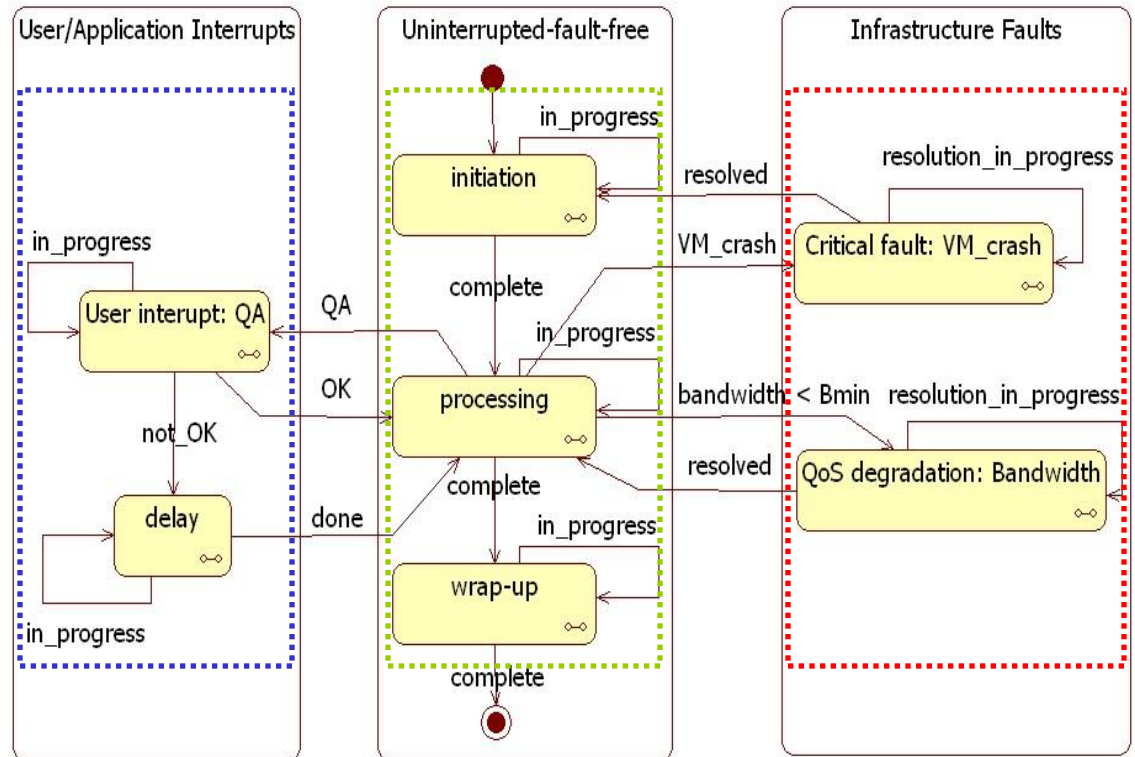 User/Application Interrupts
Uninterrupted-fault-free
Infrastructure Faults
in_progress
initiation
resolved
resolution_in_progress
VM_crash
Critical fault: VM_crash
in_progress
User interupt: QA
QA
complete
in_progress
OK
processing
bandwidth < Bmin
resolution_in_progress
not_OK
resolved
QoS degradation: Bandwidth
complete
delay
done
in_progress
wrap-up
in_progress
complete